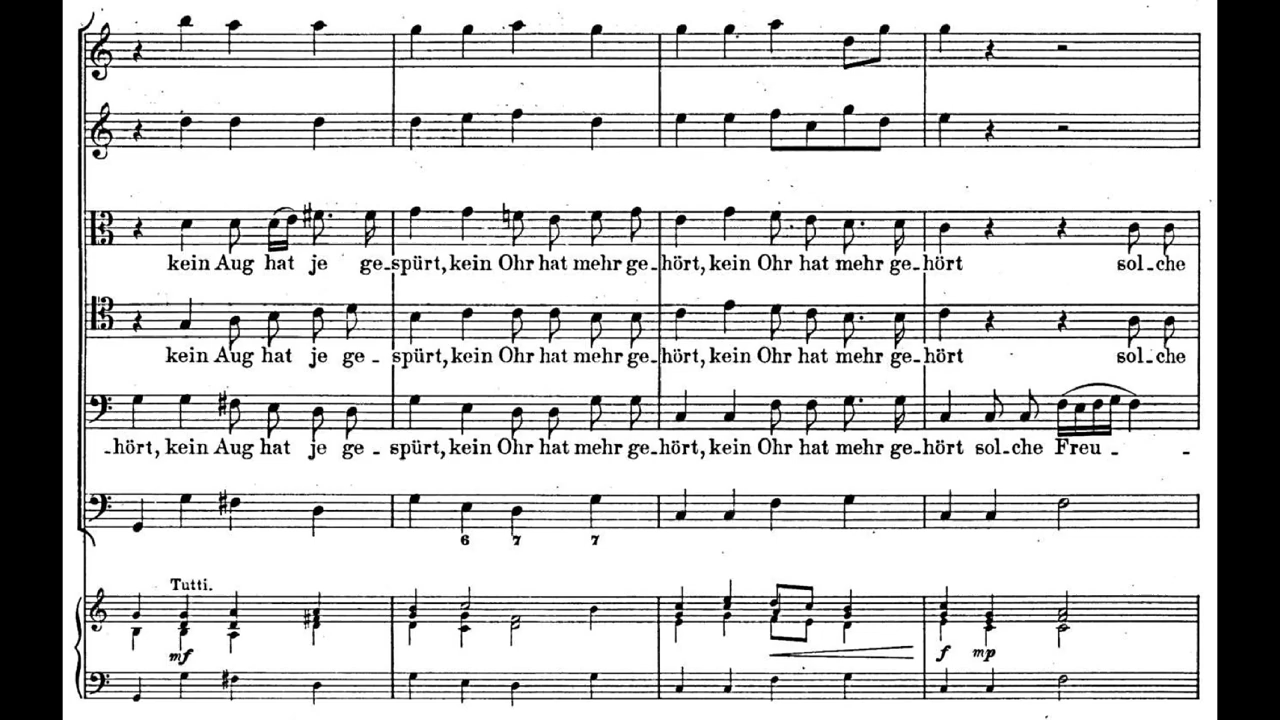 kein Aug hat je ge-spürt, kein Ohr hat mehr ge-hört, kein Ohr hat mehr ge-hört sol-che
kein Aug hat je ge-spürt, kein Ohr hat mehr ge-hört, kein Ohr hat mehr ge-hört sol-che
-hört, kein Aug hat je ge-spürt, kein Ohr hat mehr ge-hört, kein Ohr hat mehr ge-hört sol-che Freu - -
6 7 7
Tutti.
mf f mp